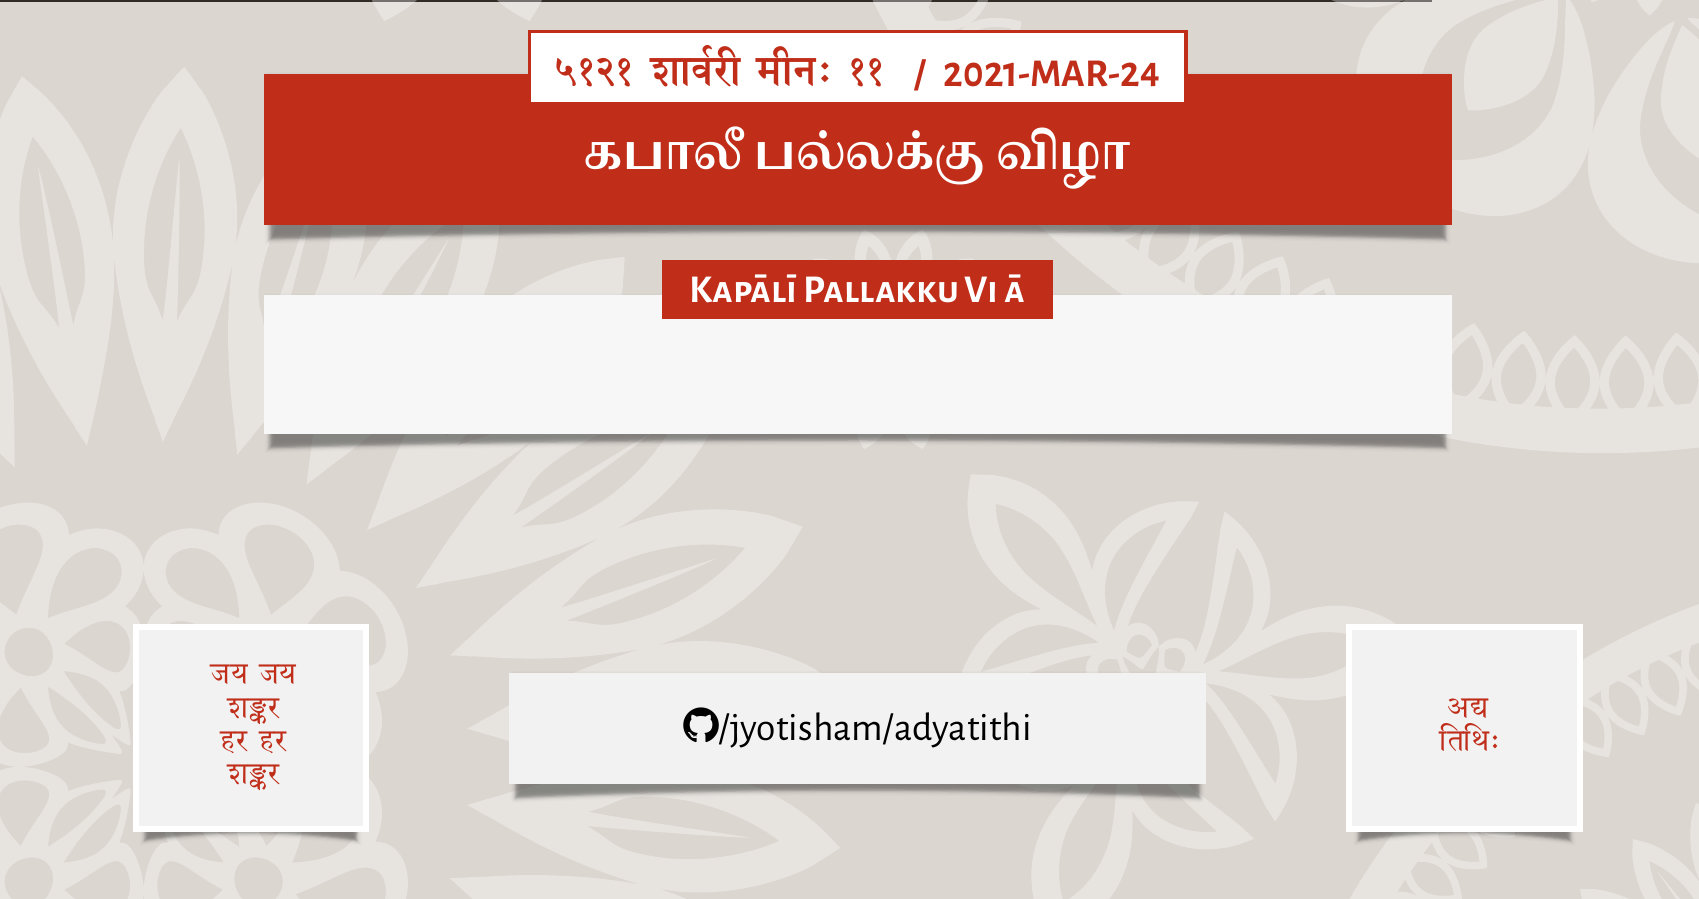 ५१२१ शार्वरी मीनः ११ / 2021-MAR-24
கபாலீ பல்லக்கு விழா
Kapālī Pallakku Vi ā
जय जय
शङ्कर
हर हर
शङ्कर
/jyotisham/adyatithi
अद्य
तिथिः